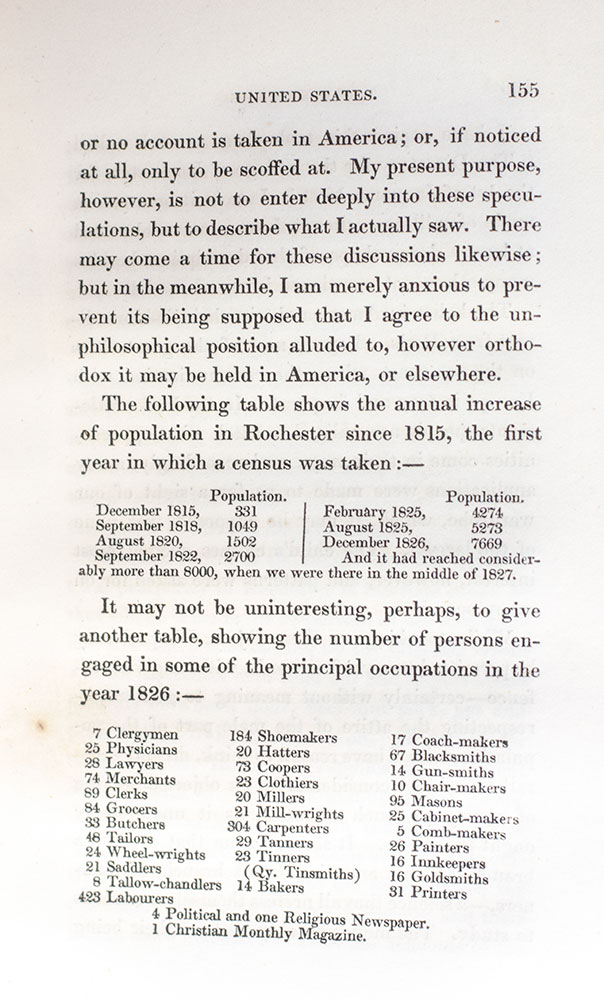 UNITED STATES. 155
or no account is taken in America; or, if noticed
at all, only to be scoffed at. My present purpose,
however, is not to enter deeply into these specu-
lations, but to describe what I actually saw. There
may come a time for these discussions likewise;
but in the meanwhile, I am merely anxious to pre-
vent its being supposed that I agree to the un-
philosophical position alluded to, however ortho-
dox it may be held in America, or elsewhere.
The following table shows the annual increase
of population in Rochester since 1815, the first
year in which a census was taken:—
Population. Population.
December 1815, 331 February 1825, 4274
September 1818, 1049 August 1825, 5273
August 1820, 1502 December 1826, 7669
September 1822, 2700 And it had reached consider-
ably more than 8000, when we were there in the middle of 1827.
It may not be uninteresting, perhaps, to give
another table, showing the number of persons en-
gaged in some of the principal occupations in the
year 1826:—
7 Clergymen
25 Physicians
28 Lawyers
74 Merchants
89 Clerks
84 Grocers
33 Butchers
48 Tailors
24 Wheel-wrights
21 Saddlers
8 Tallow-chandlers
423 Labourers
184 Shoemakers
20 Hatters
73 Coopers
23 Clothiers
20 Millers
21 Mill-wrights
304 Carpenters
29 Tanners
23 Tinners
(Qy. Tinsmiths)
14 Bakers
17 Coach-makers
67 Blacksmiths
14 Gun-smiths
10 Chair-makers
95 Masons
25 Cabinet-makers
5 Comb-makers
26 Painters
16 Innkeepers
16 Goldsmiths
31 Printers
4 Political and one Religious Newspaper.
1 Christian Monthly Magazine.